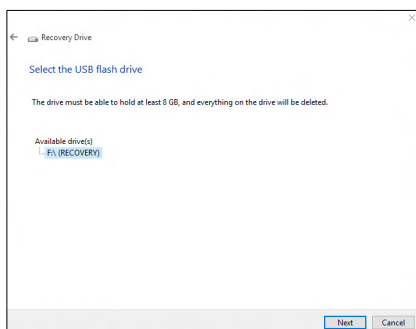 Recovery Drive
Select the USB flash drive
The drive must be able to hold at least 8 GB, and everything on the drive will be deleted.
Available drive(s)
F:\ (RECOVERY)
Next Cancel